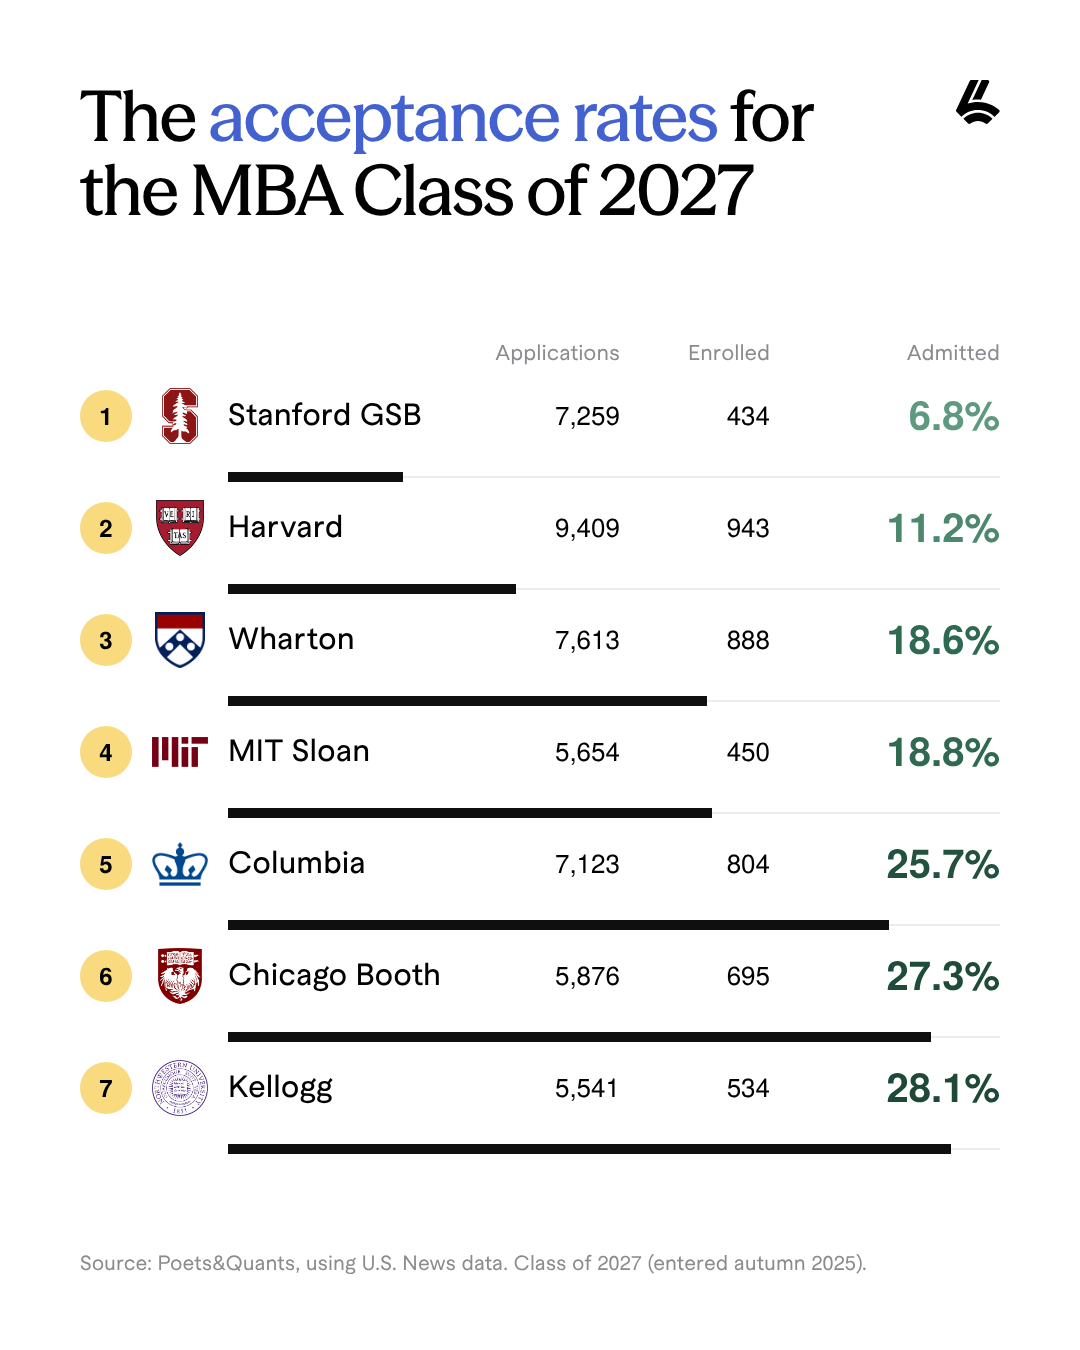 The acceptance rates for
the MBA Class of 2027
Applications Enrolled Admitted
1 Stanford GSB 7,259 434 6.8%
2 VE RI TAS Harvard 9,409 943 11.2%
3 Wharton 7,613 888 18.6%
4 MIT MIT Sloan 5,654 450 18.8%
5 Columbia 7,123 804 25.7%
6 Chicago Booth 5,876 695 27.3%
7 Kellogg 5,541 534 28.1%
Source: Poets&Quants, using U.S. News data. Class of 2027 (entered autumn 2025).